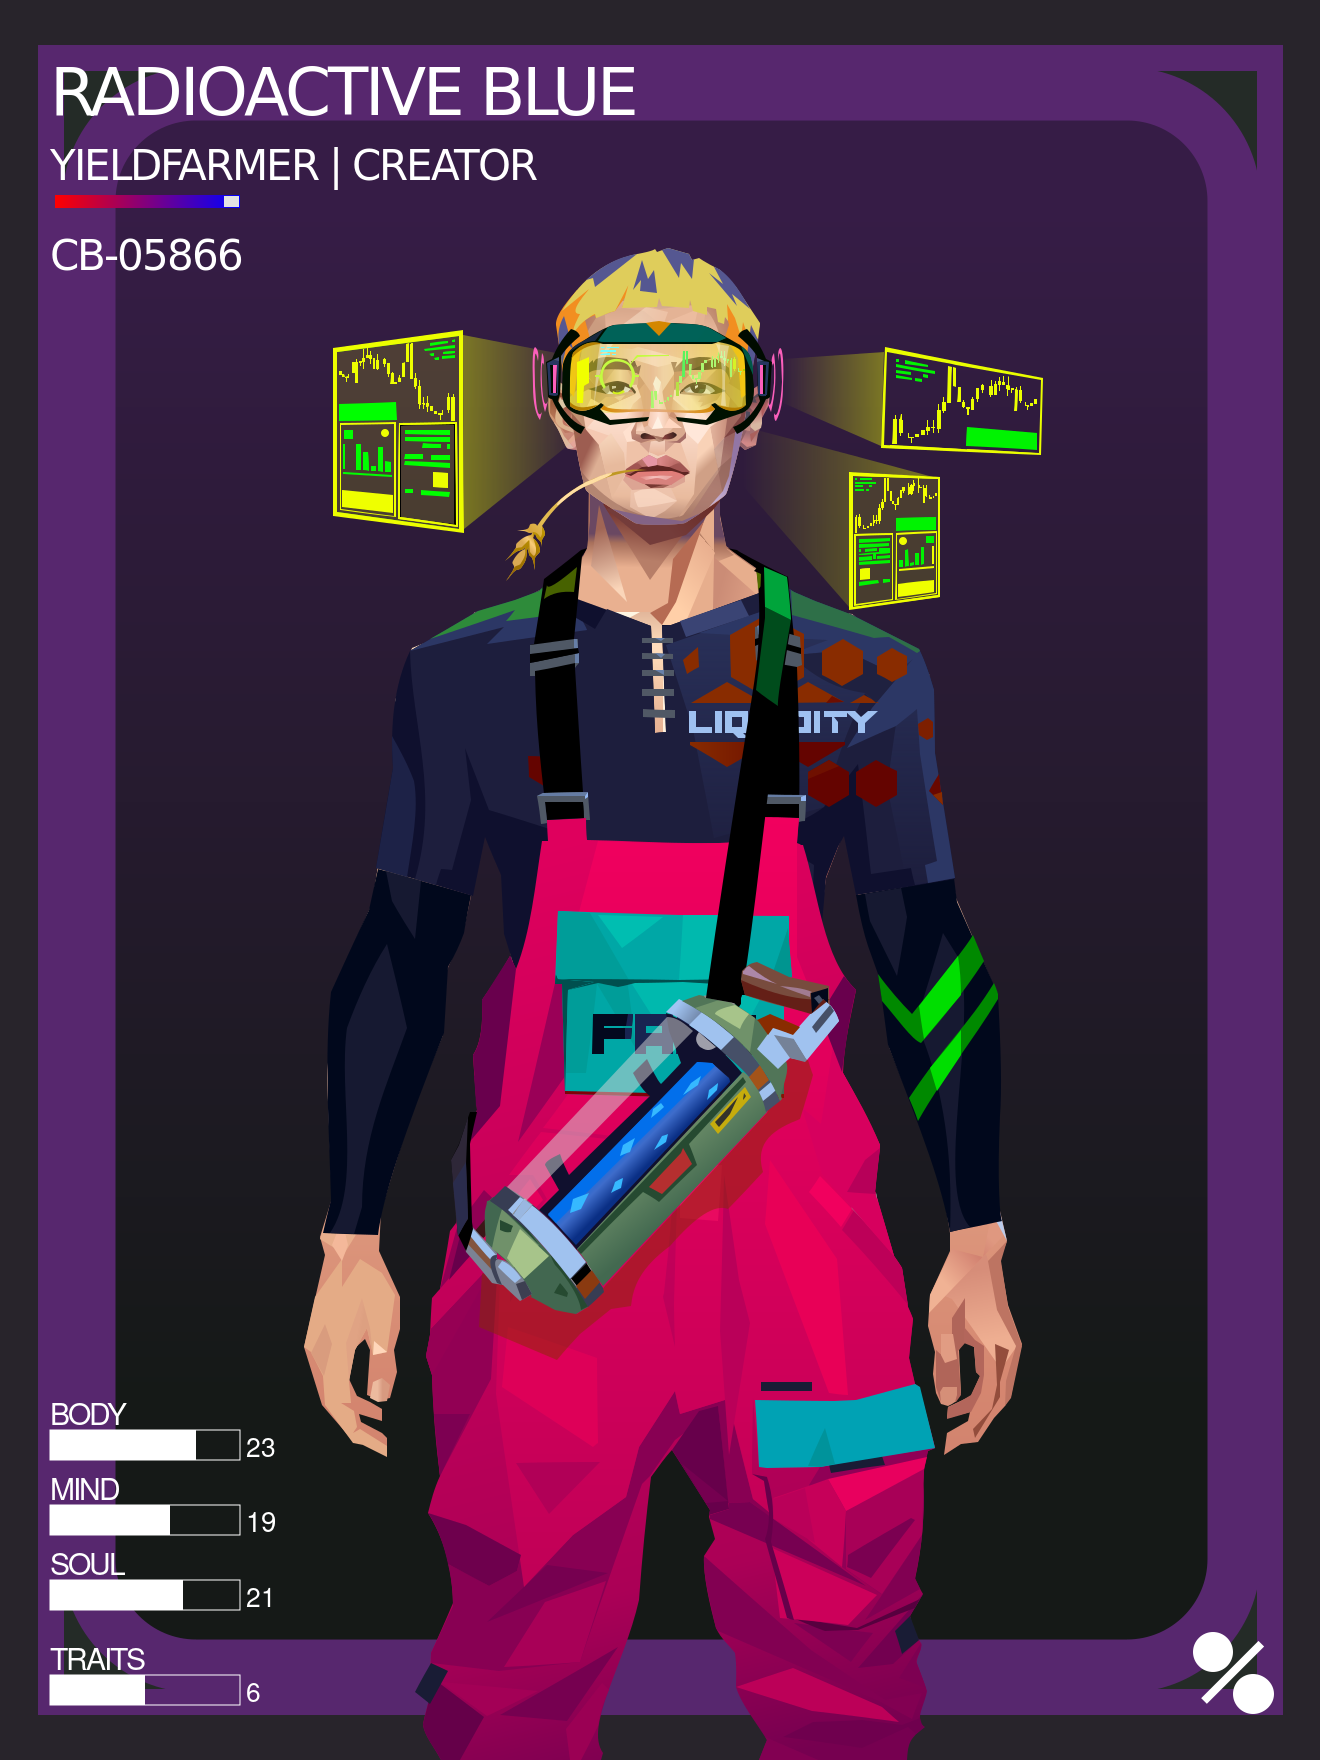 RADIOACTIVE BLUE
YIELDFARMER | CREATOR
CB-05866
BODY
23
MIND
19
SOUL
21
TRAITS
6